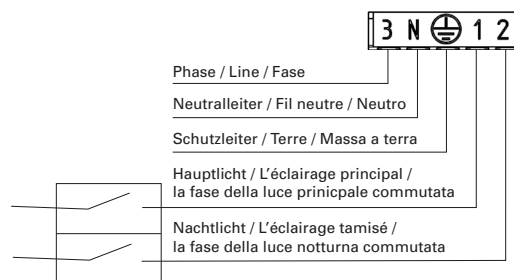 3 N 1 2
Phase / Line / Fase
Neutralleiter / Fil neutre / Neutro
Schutzleiter / Terre / Massa a terra
Hauptlicht / L'éclairage principal /
la fase della luce prinicpale commutata
Nachtlicht / L'éclairage tamisé /
la fase della luce notturna commutata